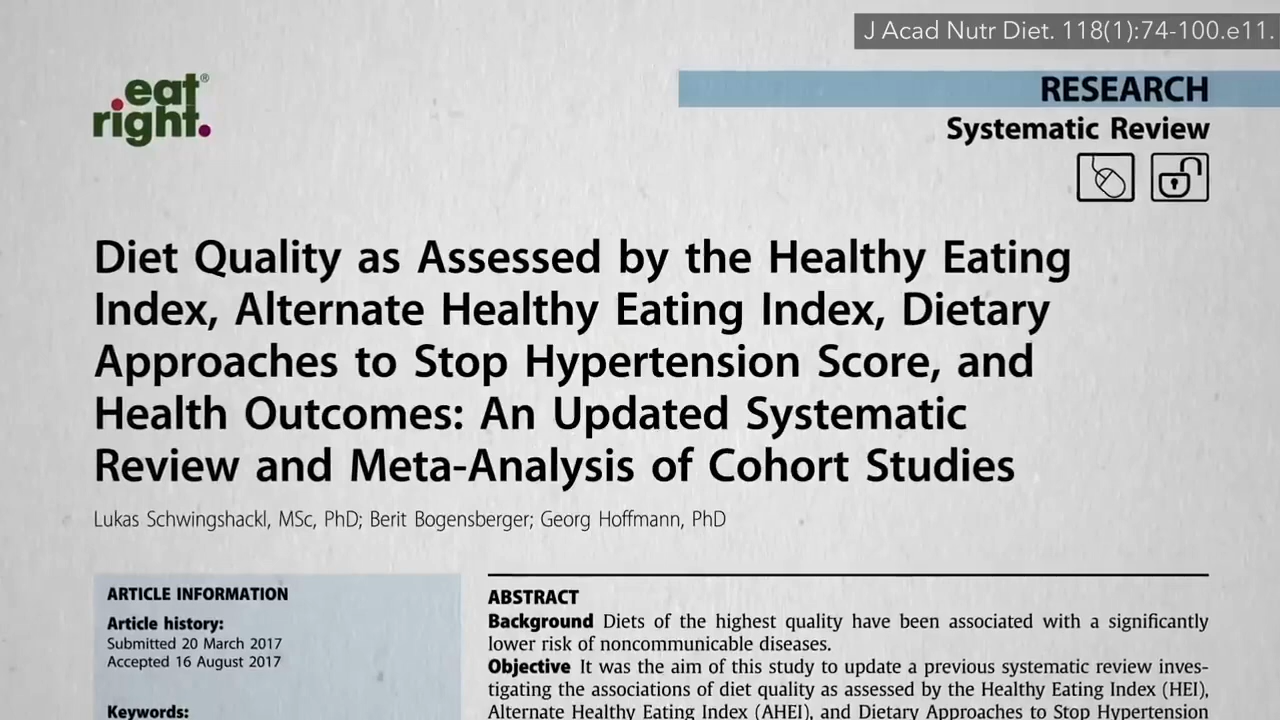 J Acad Nutr Diet. 118(1):74-100.e11.
eat®
right.
RESEARCH
Systematic Review
Diet Quality as Assessed by the Healthy Eating
Index, Alternate Healthy Eating Index, Dietary
Approaches to Stop Hypertension Score, and
Health Outcomes: An Updated Systematic
Review and Meta-Analysis of Cohort Studies
Lukas Schwingshackl, MSc, PhD; Berit Bogensberger; Georg Hoffmann, PhD
ARTICLE INFORMATION
Article history:
Submitted 20 March 2017
Accepted 16 August 2017
Keywords:
ABSTRACT
Background Diets of the highest quality have been associated with a significantly
lower risk of noncommunicable diseases.
Objective It was the aim of this study to update a previous systematic review inves-
tigating the associations of diet quality as assessed by the Healthy Eating Index (HEI),
Alternate Healthy Eating Index (AHEI), and Dietary Approaches to Stop Hypertension